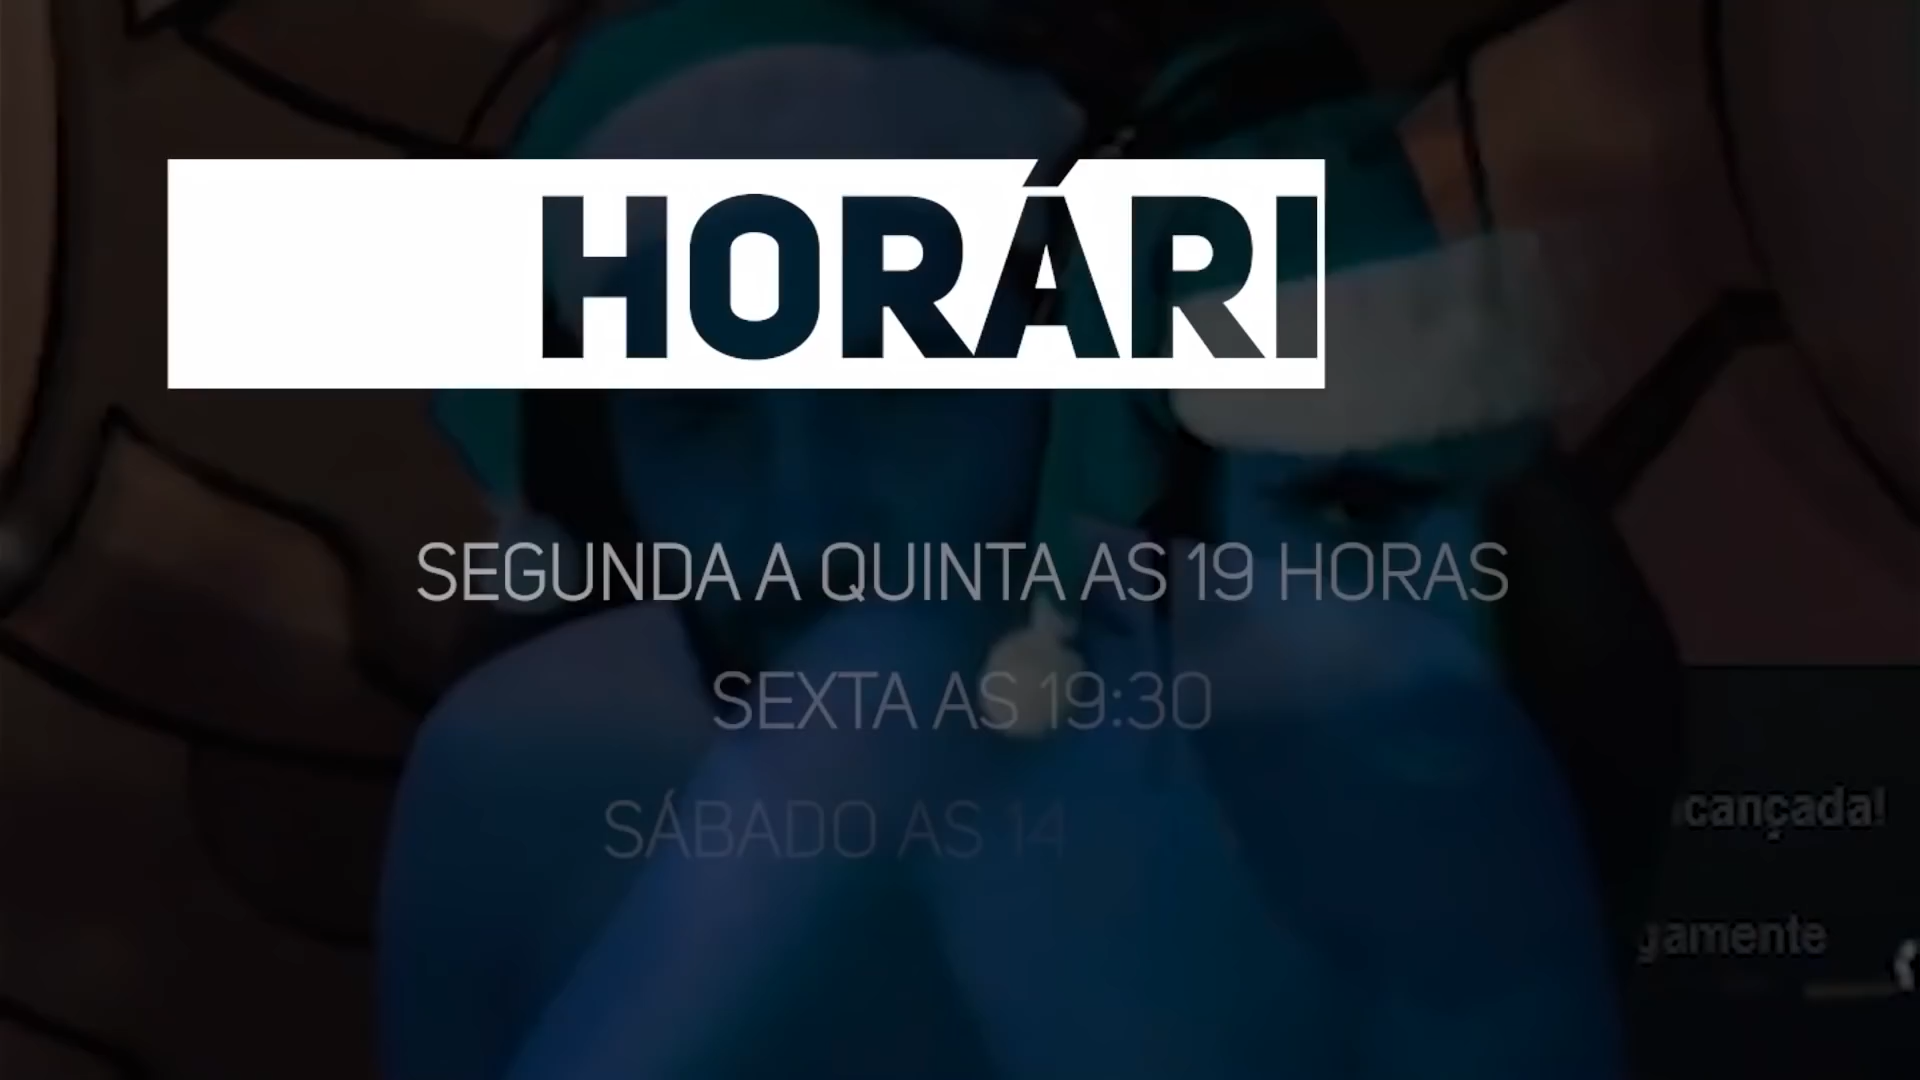 HORÁRI
SEGUNDA A QUINTA AS 19 HORAS
SEXTA AS 19:30
SÁBADO AS 14
cançada!
gamente